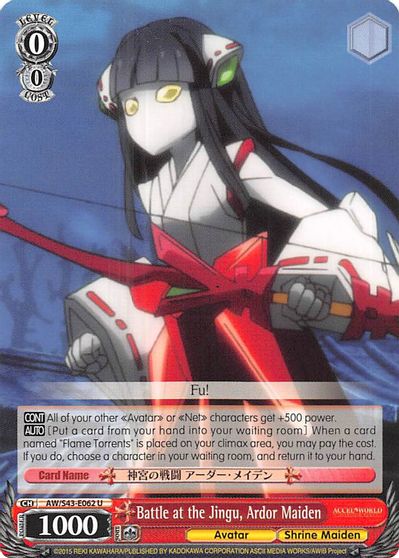 LEVEL
0
0
COST
Fu!
CONT All of your other «Avatar» or «Net» characters get +500 power.
AUTO [Put a card from your hand into your waiting room] When a card
named "Flame Torrents" is placed on your climax area, you may pay the cost.
If you do, choose a character in your waiting room, and return it to your hand.
Card Name 神宮の戦闘 アーダー・メイデン
CH AW/S43-E062 U
Battle at the Jingu, Ardor Maiden
ACCEL WORLD
POWER 1000 SOUL
Avatar Shrine Maiden
©2015 REKI KAWAHARA/PUBLISHED BY KADOKAWA CORPORATION ASCII MEDIA WORKS/AWIB Project